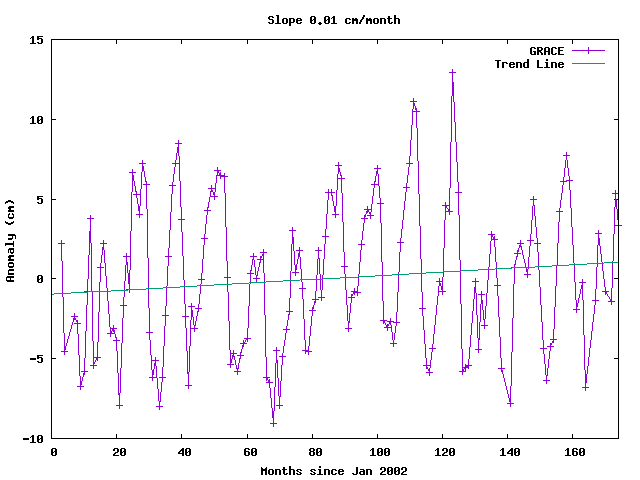 Slope 0.01 cm/month
GRACE
Trend Line
15
10
5
0
-5
-10
Anomaly (cm)
0 20 40 60 80 100 120 140 160
Months since Jan 2002